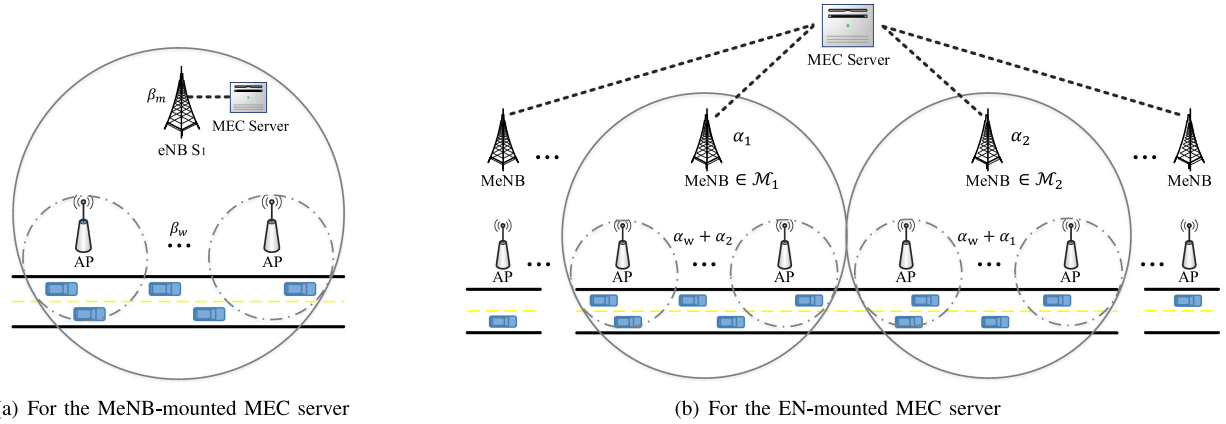 β_m
MEC Server
eNB S1
β_w
...
AP
AP
a) For the MeNB-mounted MEC server
MEC Server
α_1
α_2
...
...
MeNB
MeNB ∈ ℳ_1
MeNB ∈ ℳ_2
MeNB
α_w + α_2
α_w + α_1
...
...
...
...
AP
AP
AP
AP
AP
AP
(b) For the EN-mounted MEC server